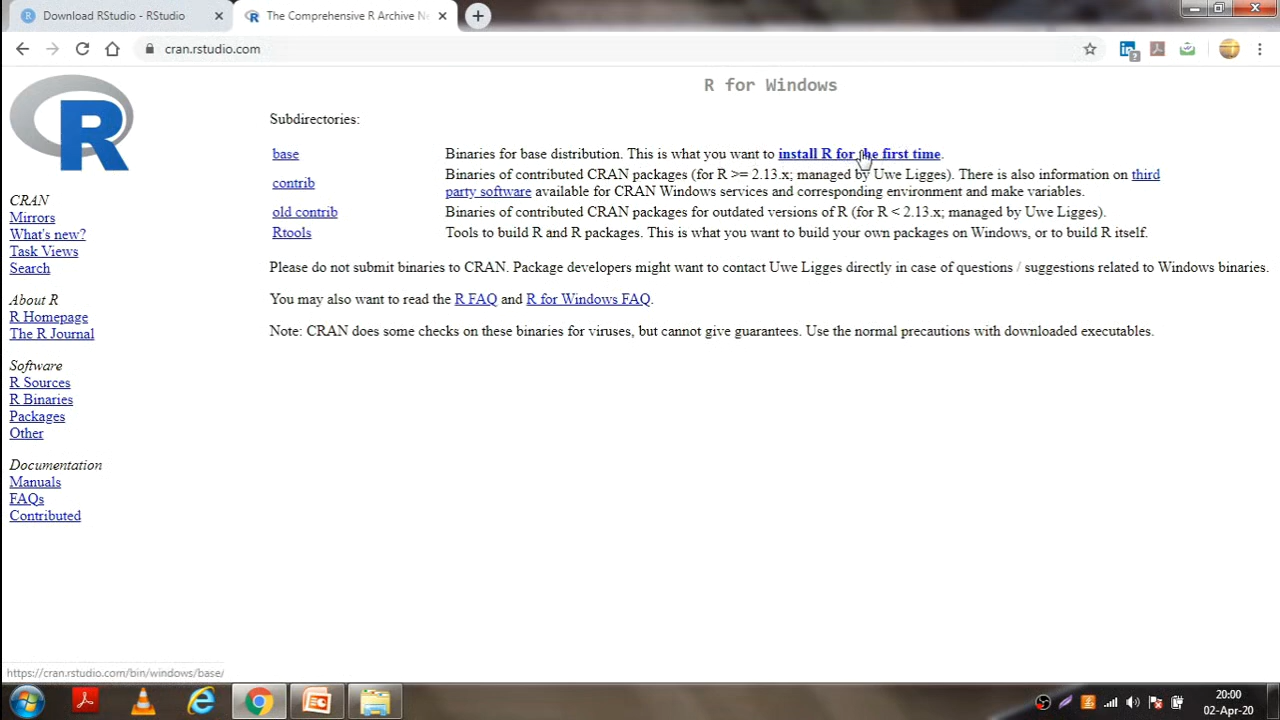 Download RStudio - RStudio
The Comprehensive R Archive Ne
cran.rstudio.com
R
R for Windows
Subdirectories:
base Binaries for base distribution. This is what you want to install R for the first time.
contrib Binaries of contributed CRAN packages (for R >= 2.13.x; managed by Uwe Ligges). There is also information on third
party software available for CRAN Windows services and corresponding environment and make variables.
old contrib Binaries of contributed CRAN packages for outdated versions of R (for R < 2.13.x; managed by Uwe Ligges).
Rtools Tools to build R and R packages. This is what you want to build your own packages on Windows, or to build R itself.
Please do not submit binaries to CRAN. Package developers might want to contact Uwe Ligges directly in case of questions / suggestions related to Windows binaries.
You may also want to read the R FAQ and R for Windows FAQ.
Note: CRAN does some checks on these binaries for viruses, but cannot give guarantees. Use the normal precautions with downloaded executables.
CRAN
Mirrors
What's new?
Task Views
Search
About R
R Homepage
The R Journal
Software
R Sources
R Binaries
Packages
Other
Documentation
Manuals
FAQs
Contributed
https://cran.rstudio.com/bin/windows/base/
20:00
02-Apr-20